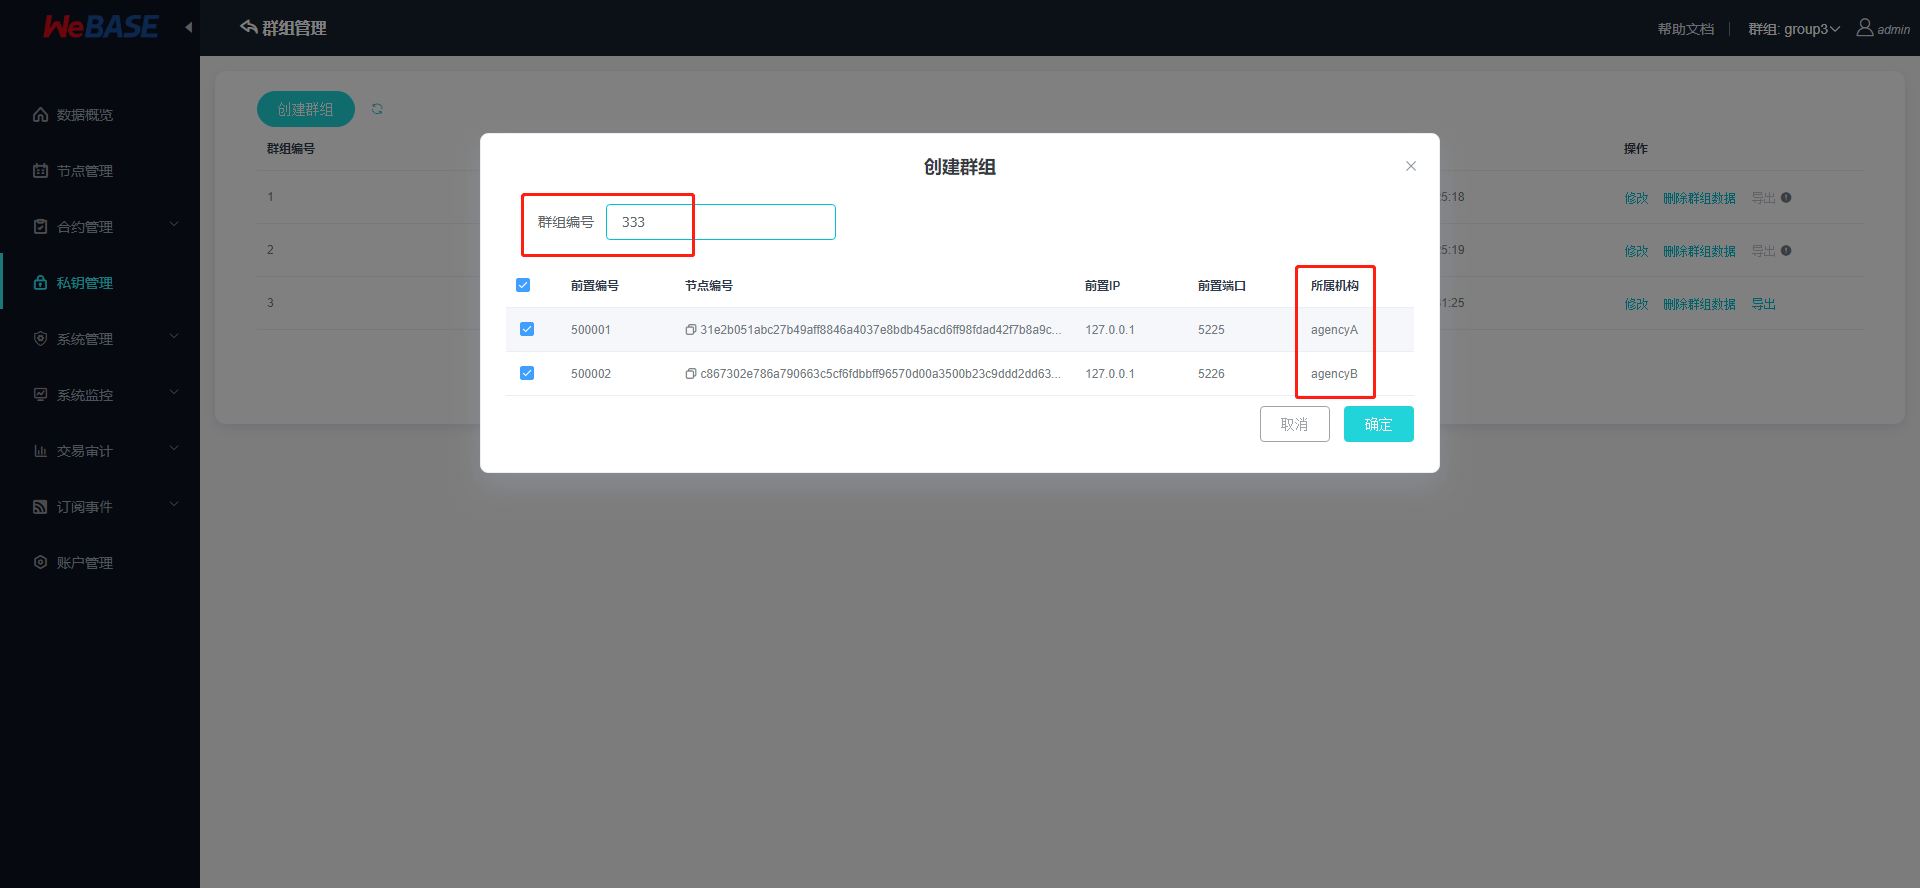 WeBASE
群组管理
帮助文档
群组: group3
admin
数据概览
节点管理
合约管理
私钥管理
系统管理
系统监控
交易审计
订阅事件
账户管理
创建群组
群组编号
操作
1
5:18
修改 删除群组数据 导出
2
5:19
修改 删除群组数据 导出
3
1:25
修改 删除群组数据 导出
创建群组
群组编号 333
前置编号 节点编号 前置IP 前置端口 所属机构
500001 31e2b051abc27b49aff8846a4037e8bdb45acd6ff98fdad42f7b8a9c... 127.0.0.1 5225 agencyA
500002 c867302e786a790663c5cf6fdbbff96570d00a3500b23c9ddd2dd63... 127.0.0.1 5226 agencyB
取消 确定